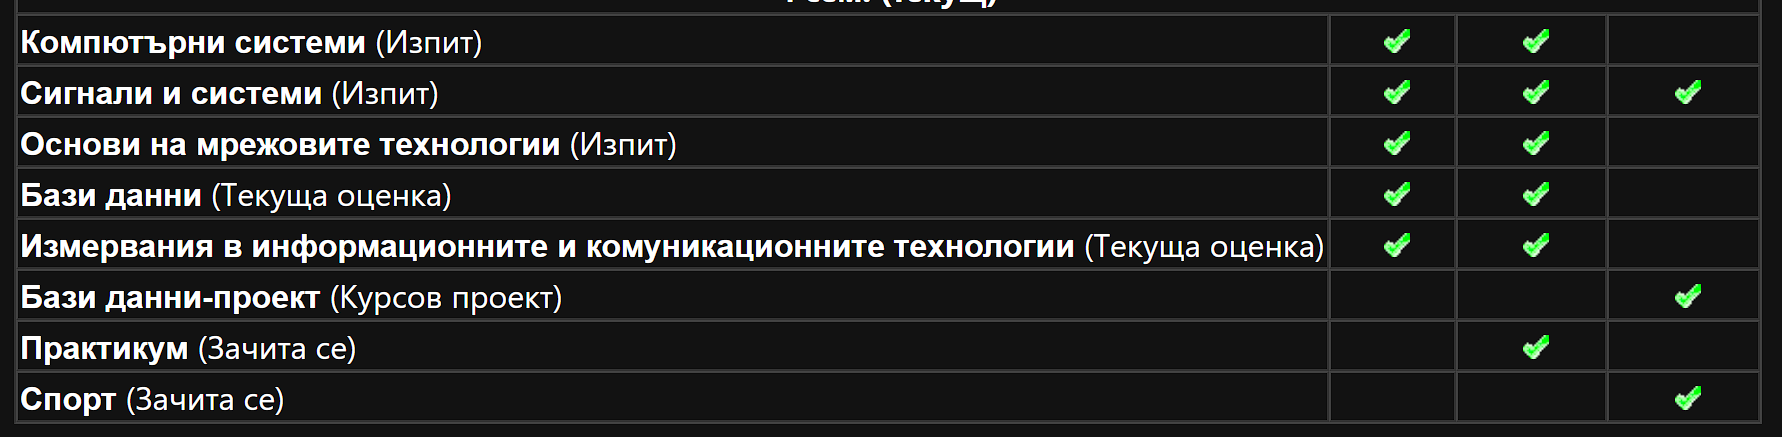 (текущ)
Компютърни системи (Изпит)
Сигнали и системи (Изпит)
Основи на мрежовите технологии (Изпит)
Бази данни (Текуща оценка)
Измервания в информационните и комуникационните технологии (Текуща оценка)
Бази данни-проект (Курсов проект)
Практикум (Зачита се)
Спорт (Зачита се)